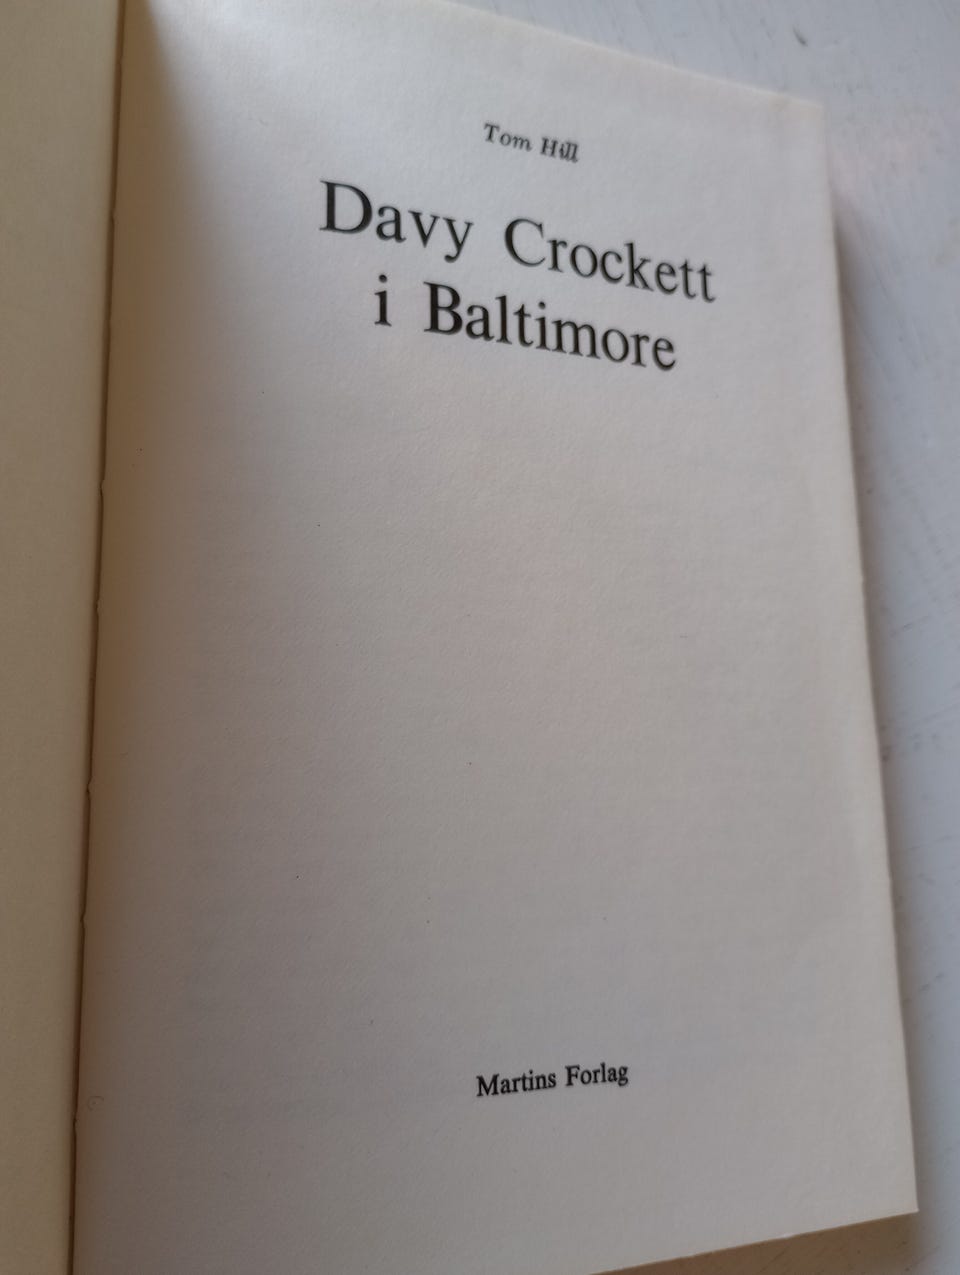 Tom Hill
Davy Crockett
i Baltimore
Martins Forlag